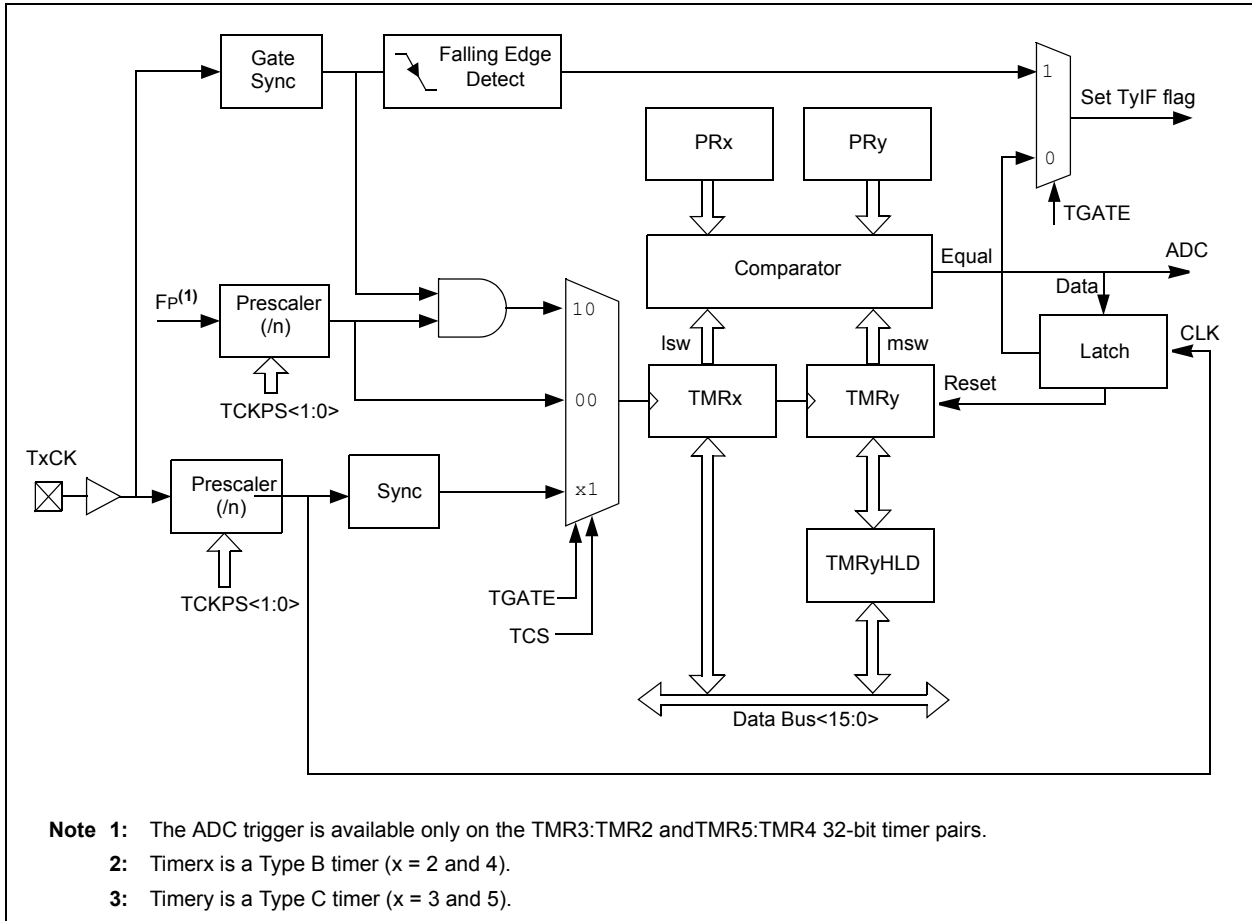 Gate
Sync
Falling Edge
Detect
1
Set TyIF flag
PRx
PRy
0
TGATE
Comparator
Equal
ADC
Data
FP(1)
Prescaler
(/n)
10
Latch
CLK
lsw
msw
TCKPS<1:0>
00
TMRx
TMRy
Reset
TxCK
Prescaler
(/n)
Sync
x1
TMRyHLD
TCKPS<1:0>
TGATE
TCS
Data Bus<15:0>
Note 1: The ADC trigger is available only on the TMR3:TMR2 andTMR5:TMR4 32-bit timer pairs.
2: Timerx is a Type B timer (x = 2 and 4).
3: Timery is a Type C timer (x = 3 and 5).